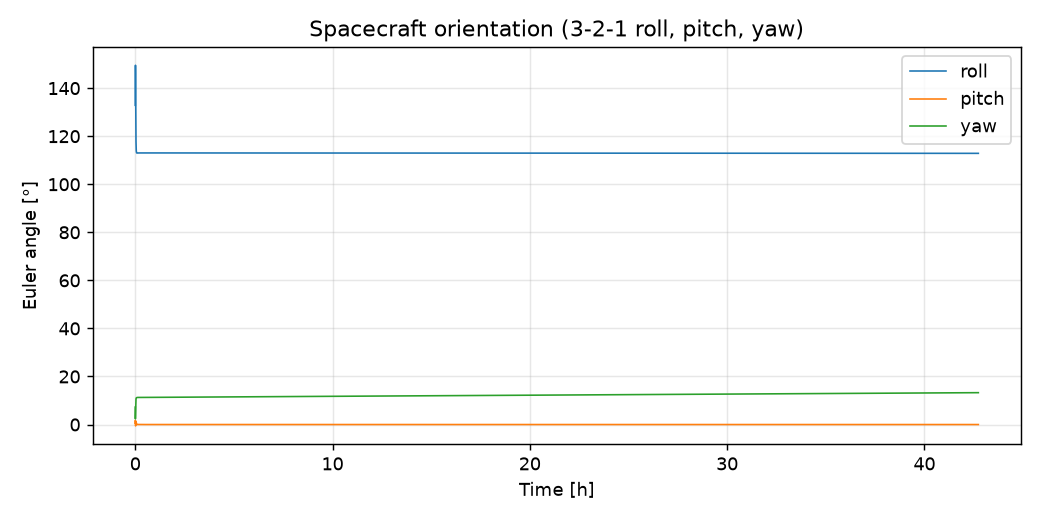 Spacecraft orientation (3-2-1 roll, pitch, yaw)
roll
pitch
yaw
140
120
100
80
60
40
20
0
Euler angle [°]
0
10
20
30
40
Time [h]